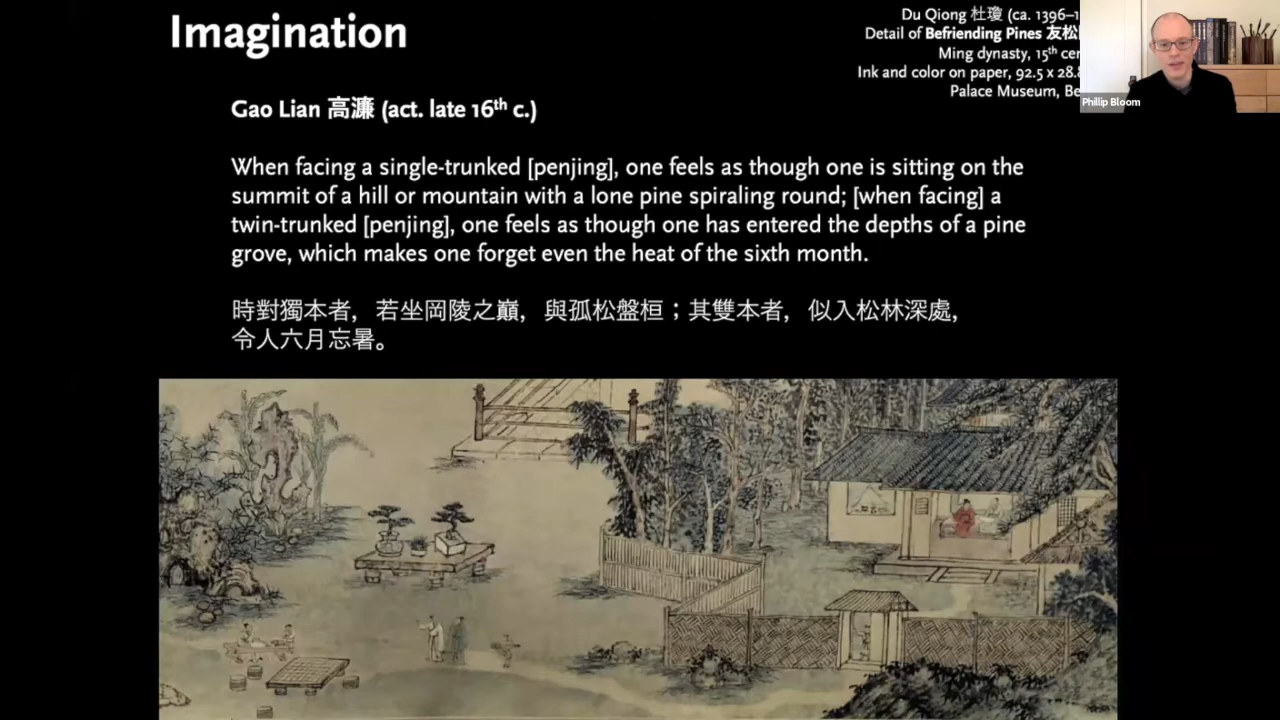 Imagination
Du Qiong 杜瓊 (ca. 1396–1
Detail of Befriending Pines 友松
Ming dynasty, 15th cen
Ink and color on paper, 92.5 x 28.8
Palace Museum, Be
Phillip Bloom
Gao Lian 高濂 (act. late 16th c.)
When facing a single-trunked [penjing], one feels as though one is sitting on the
summit of a hill or mountain with a lone pine spiraling round; [when facing] a
twin-trunked [penjing], one feels as though one has entered the depths of a pine
grove, which makes one forget even the heat of the sixth month.
時對獨本者，若坐岡陵之巔，與孤松盤桓；其雙本者，似入松林深處，
令人六月忘暑。